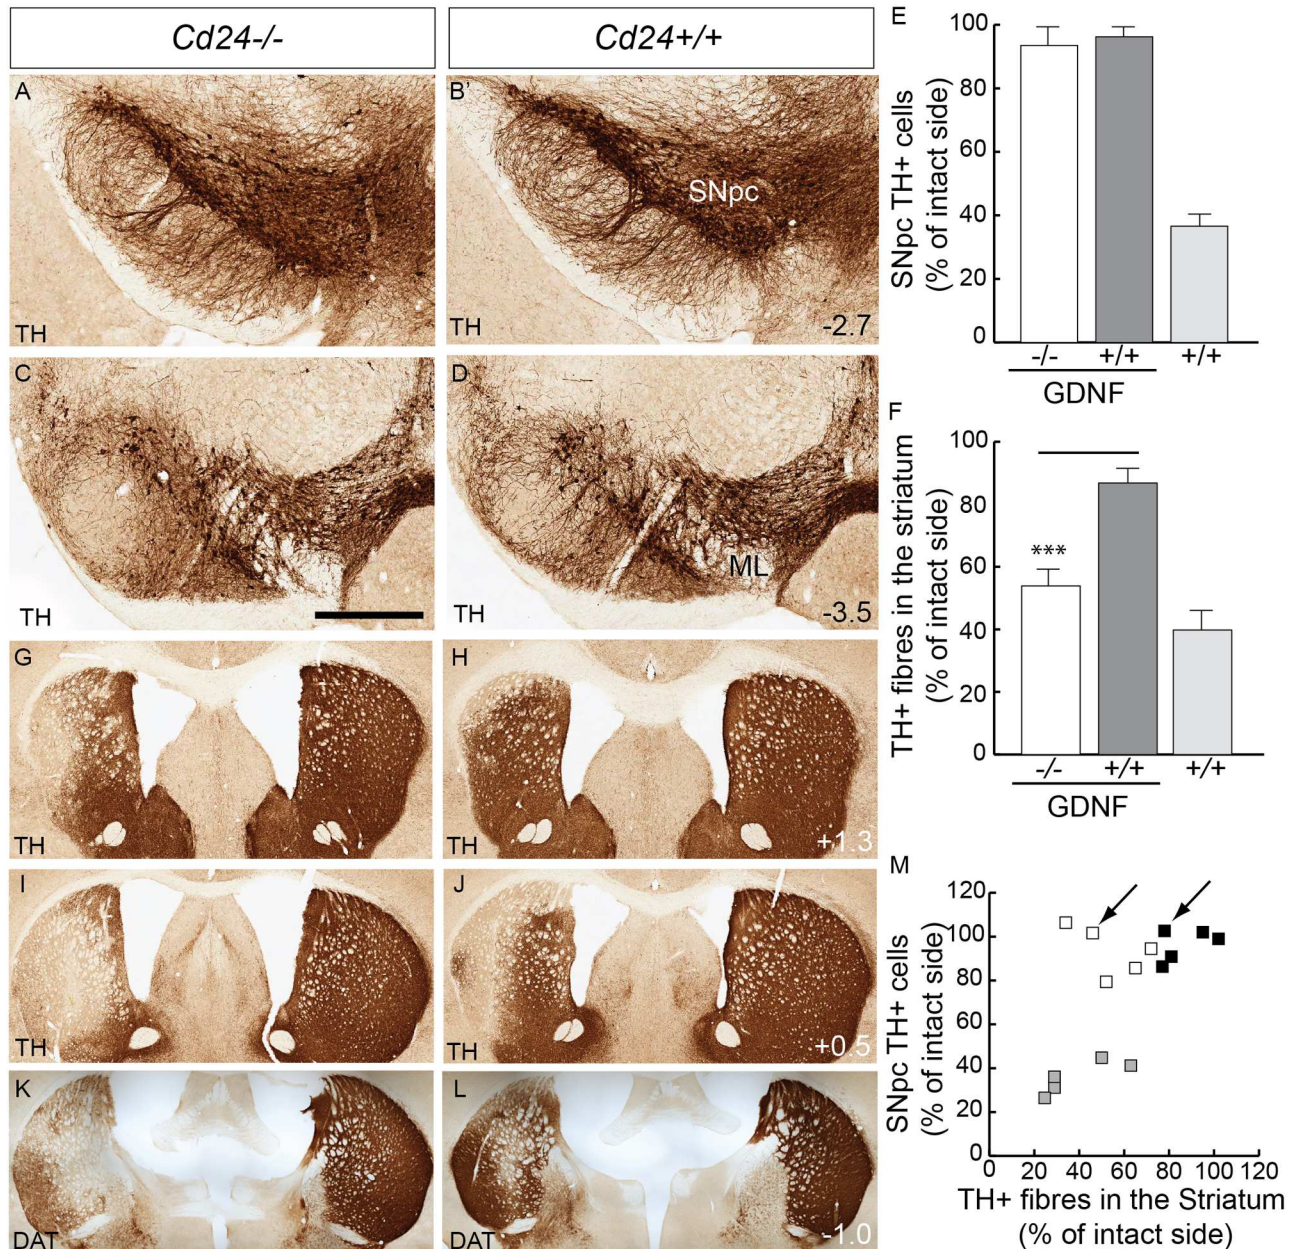 Cd24-/-
Cd24+/+
A
TH
B’
SNpc
TH
-2.7
C
TH
D
ML
TH
-3.5
G
TH
H
TH
+1.3
I
TH
J
TH
+0.5
K
DAT
L
DAT
-1.0
E
SNpc TH+ cells
(% of intact side)
100
80
60
40
20
0
-/-
+/+
+/+
GDNF
F
TH+ fibres in the striatum
(% of intact side)
100
80
60
40
20
0
***
-/-
+/+
+/+
GDNF
M
SNpc TH+ cells
(% of intact side)
120
100
80
60
40
20
0
0 20 40 60 80 100 120
TH+ fibres in the Striatum
(% of intact side)